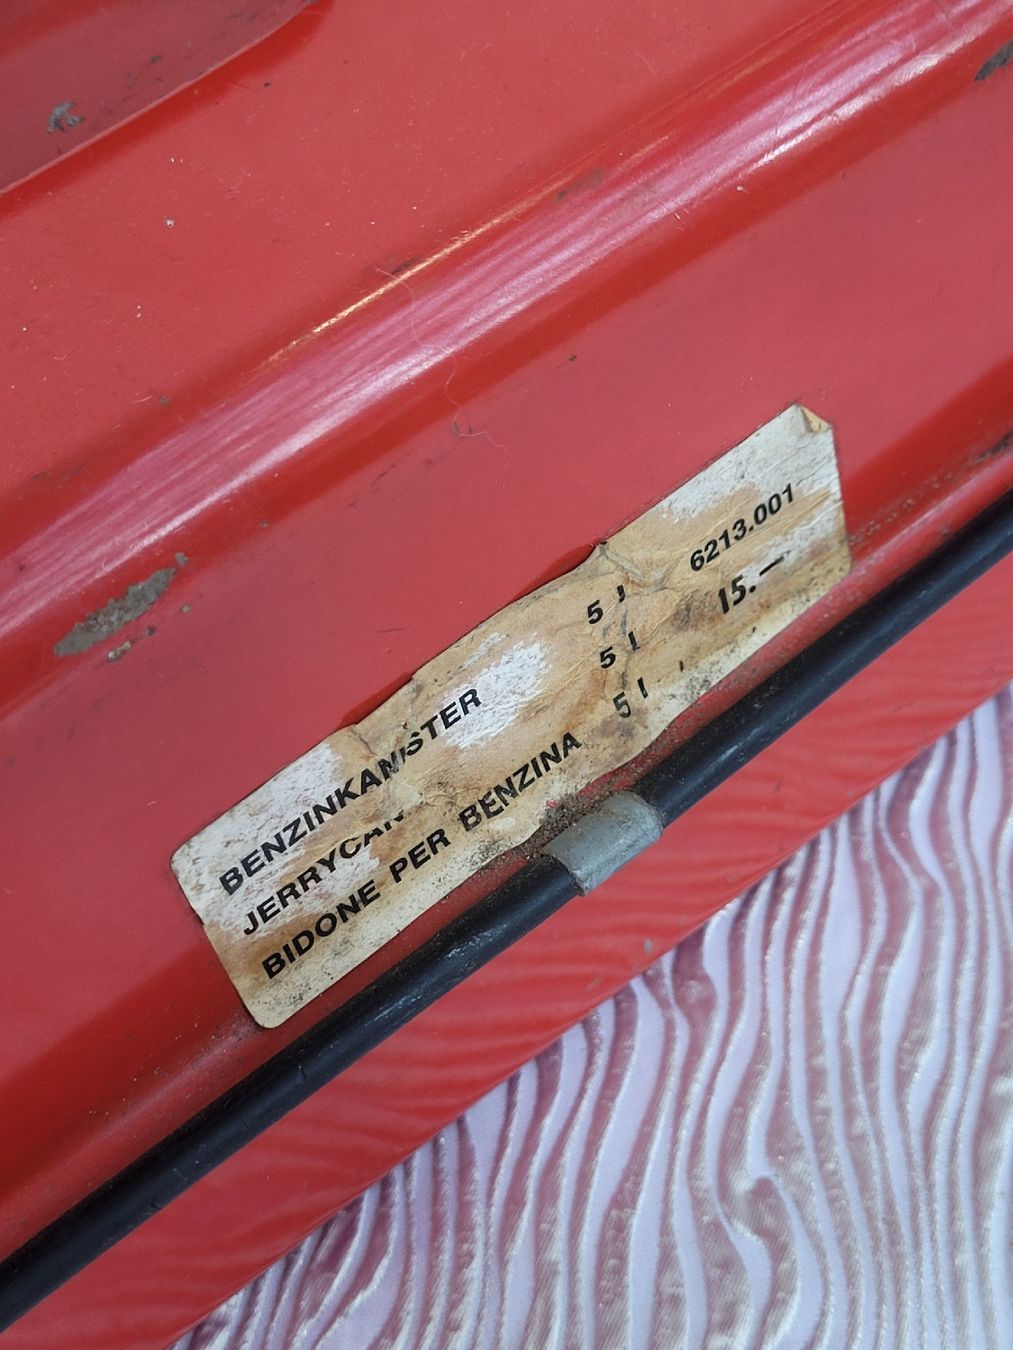 BENZINKANISTER 5 l 6213.001
JERRYCAN 5 l 15.—
BIDONE PER BENZINA 5 l